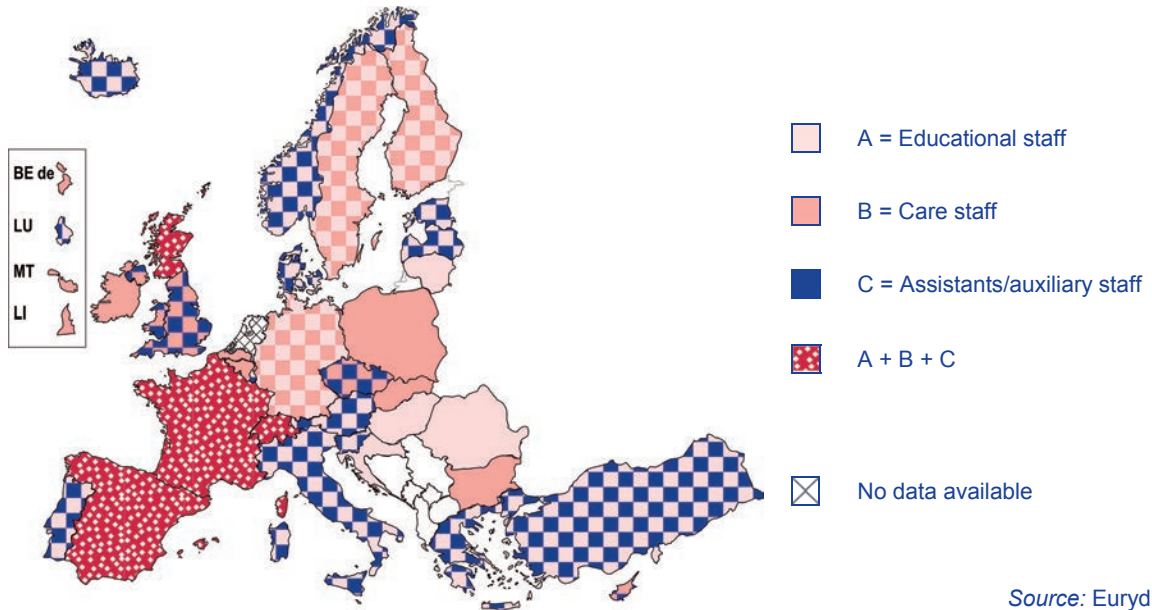 BE de
LU
MT
LI
A = Educational staff
B = Care staff
C = Assistants/auxiliary staff
A + B + C
No data available
Source: Euryd